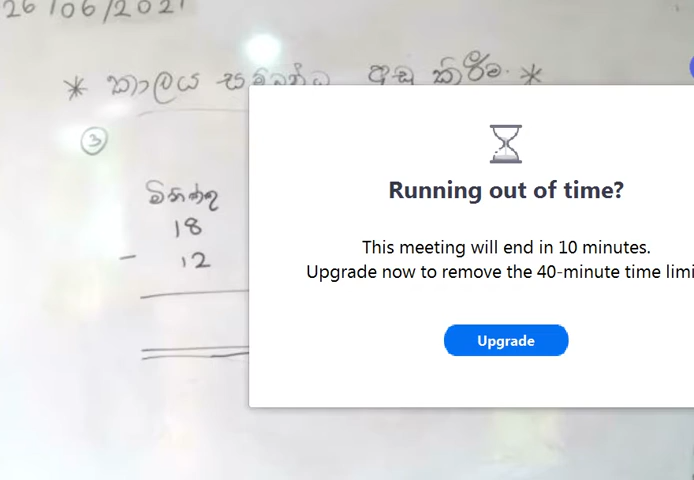 26/06/2021
* කාලය සම්බන්ධ අඩු කිරීම. *
3
මිනිත්තු
18
- 12
Running out of time?
This meeting will end in 10 minutes.
Upgrade now to remove the 40-minute time limi
Upgrade